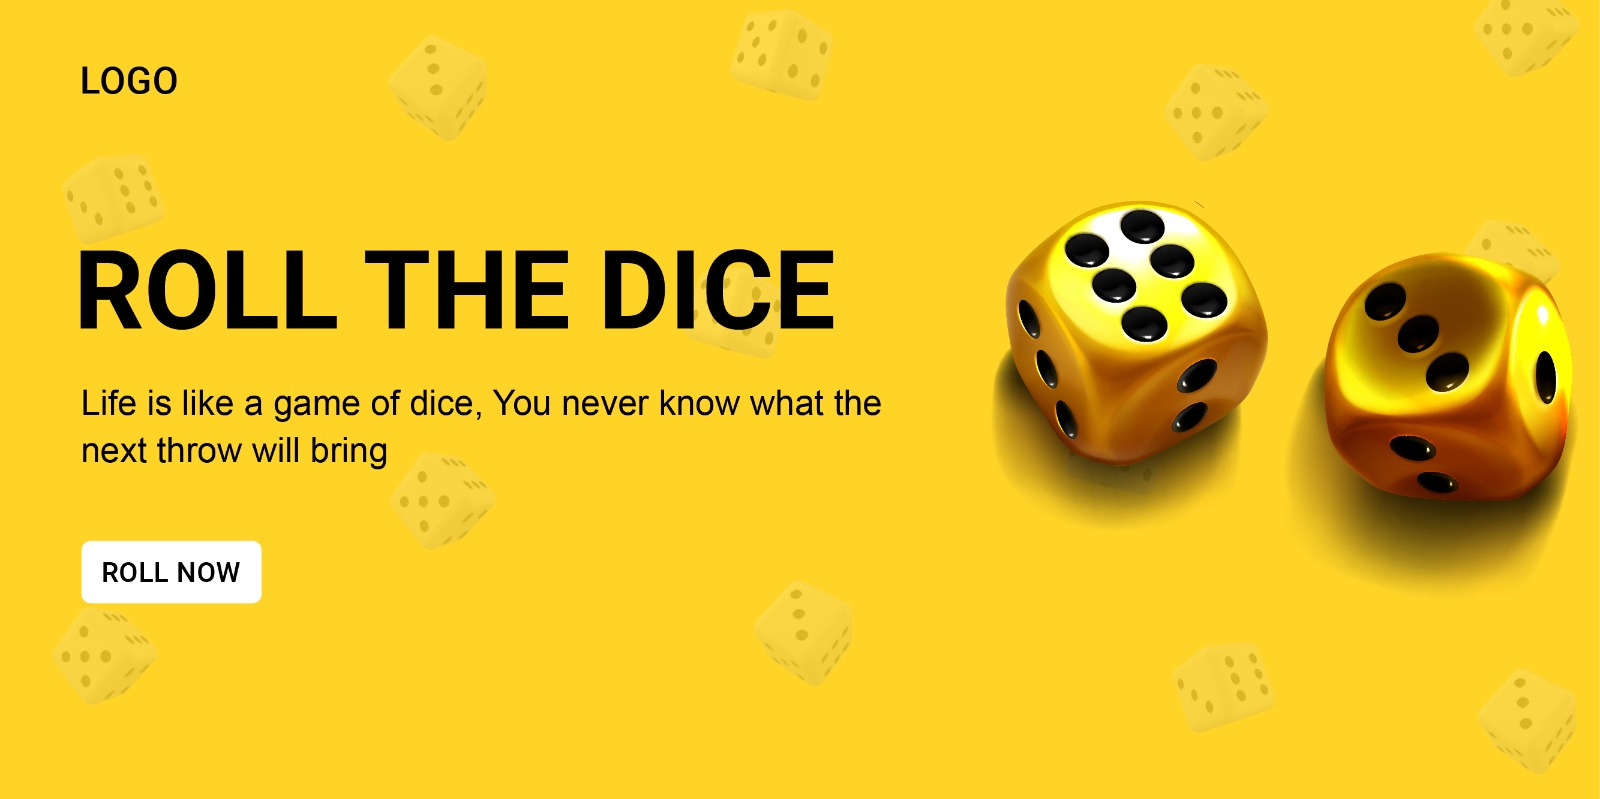 LOGO
ROLL THE DICE
Life is like a game of dice, You never know what the
next throw will bring
ROLL NOW